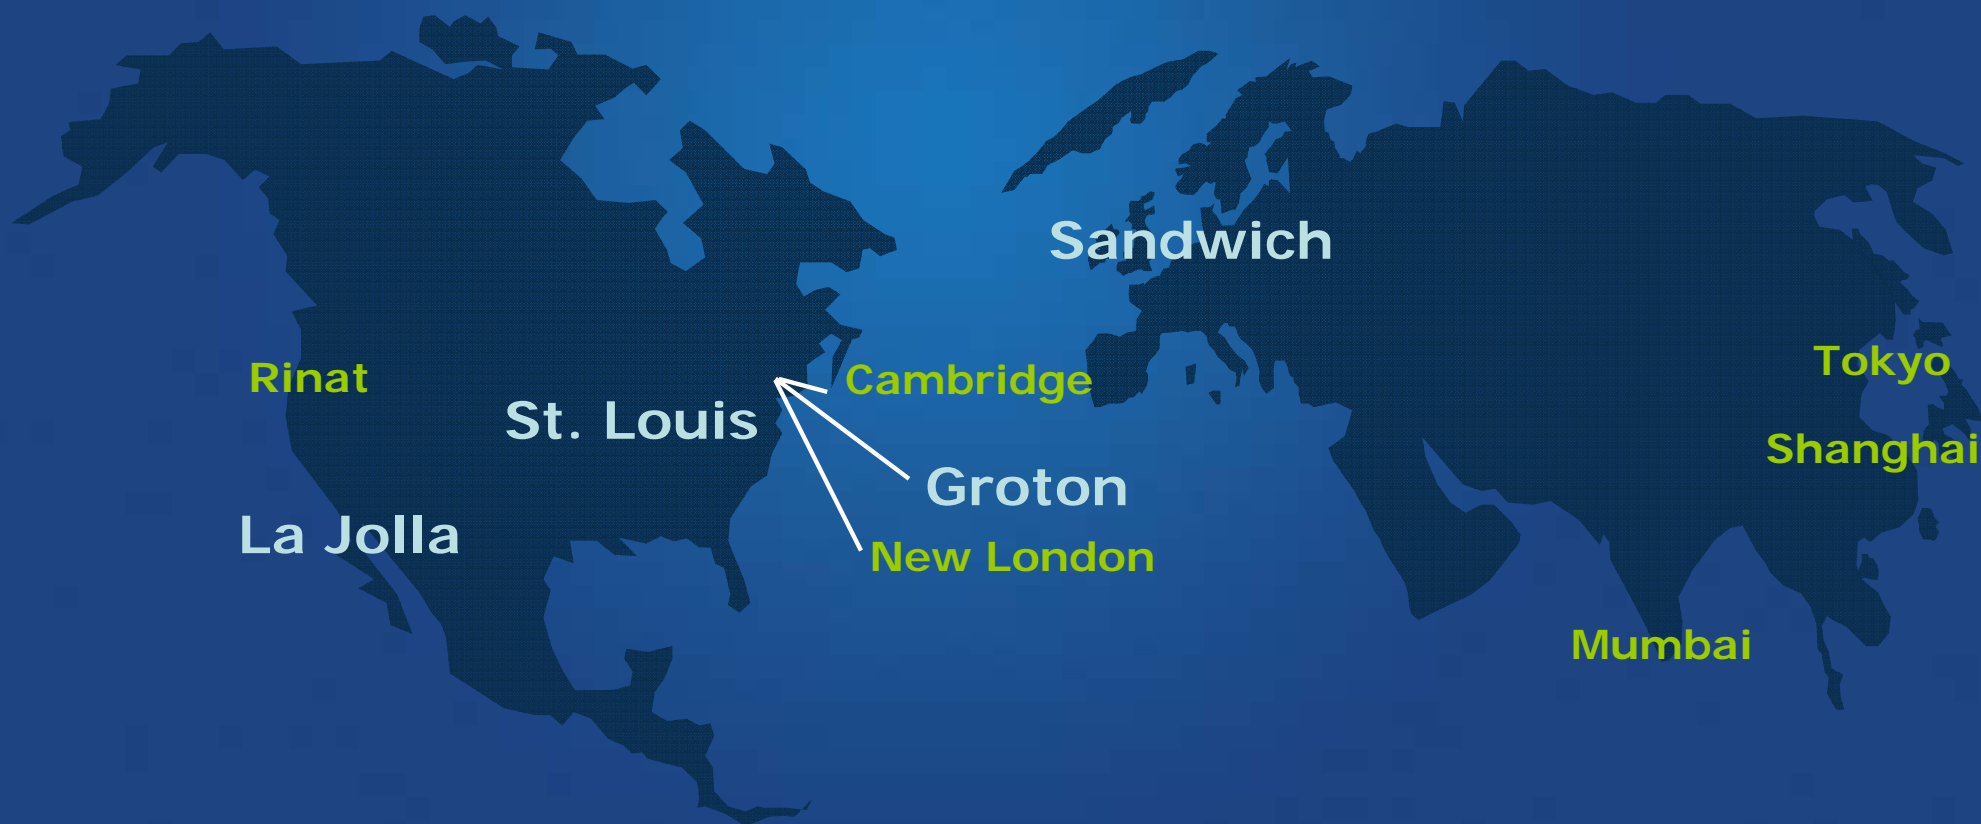 Sandwich
Rinat
Cambridge
Tokyo
St. Louis
Shanghai
Groton
La Jolla
New London
Mumbai